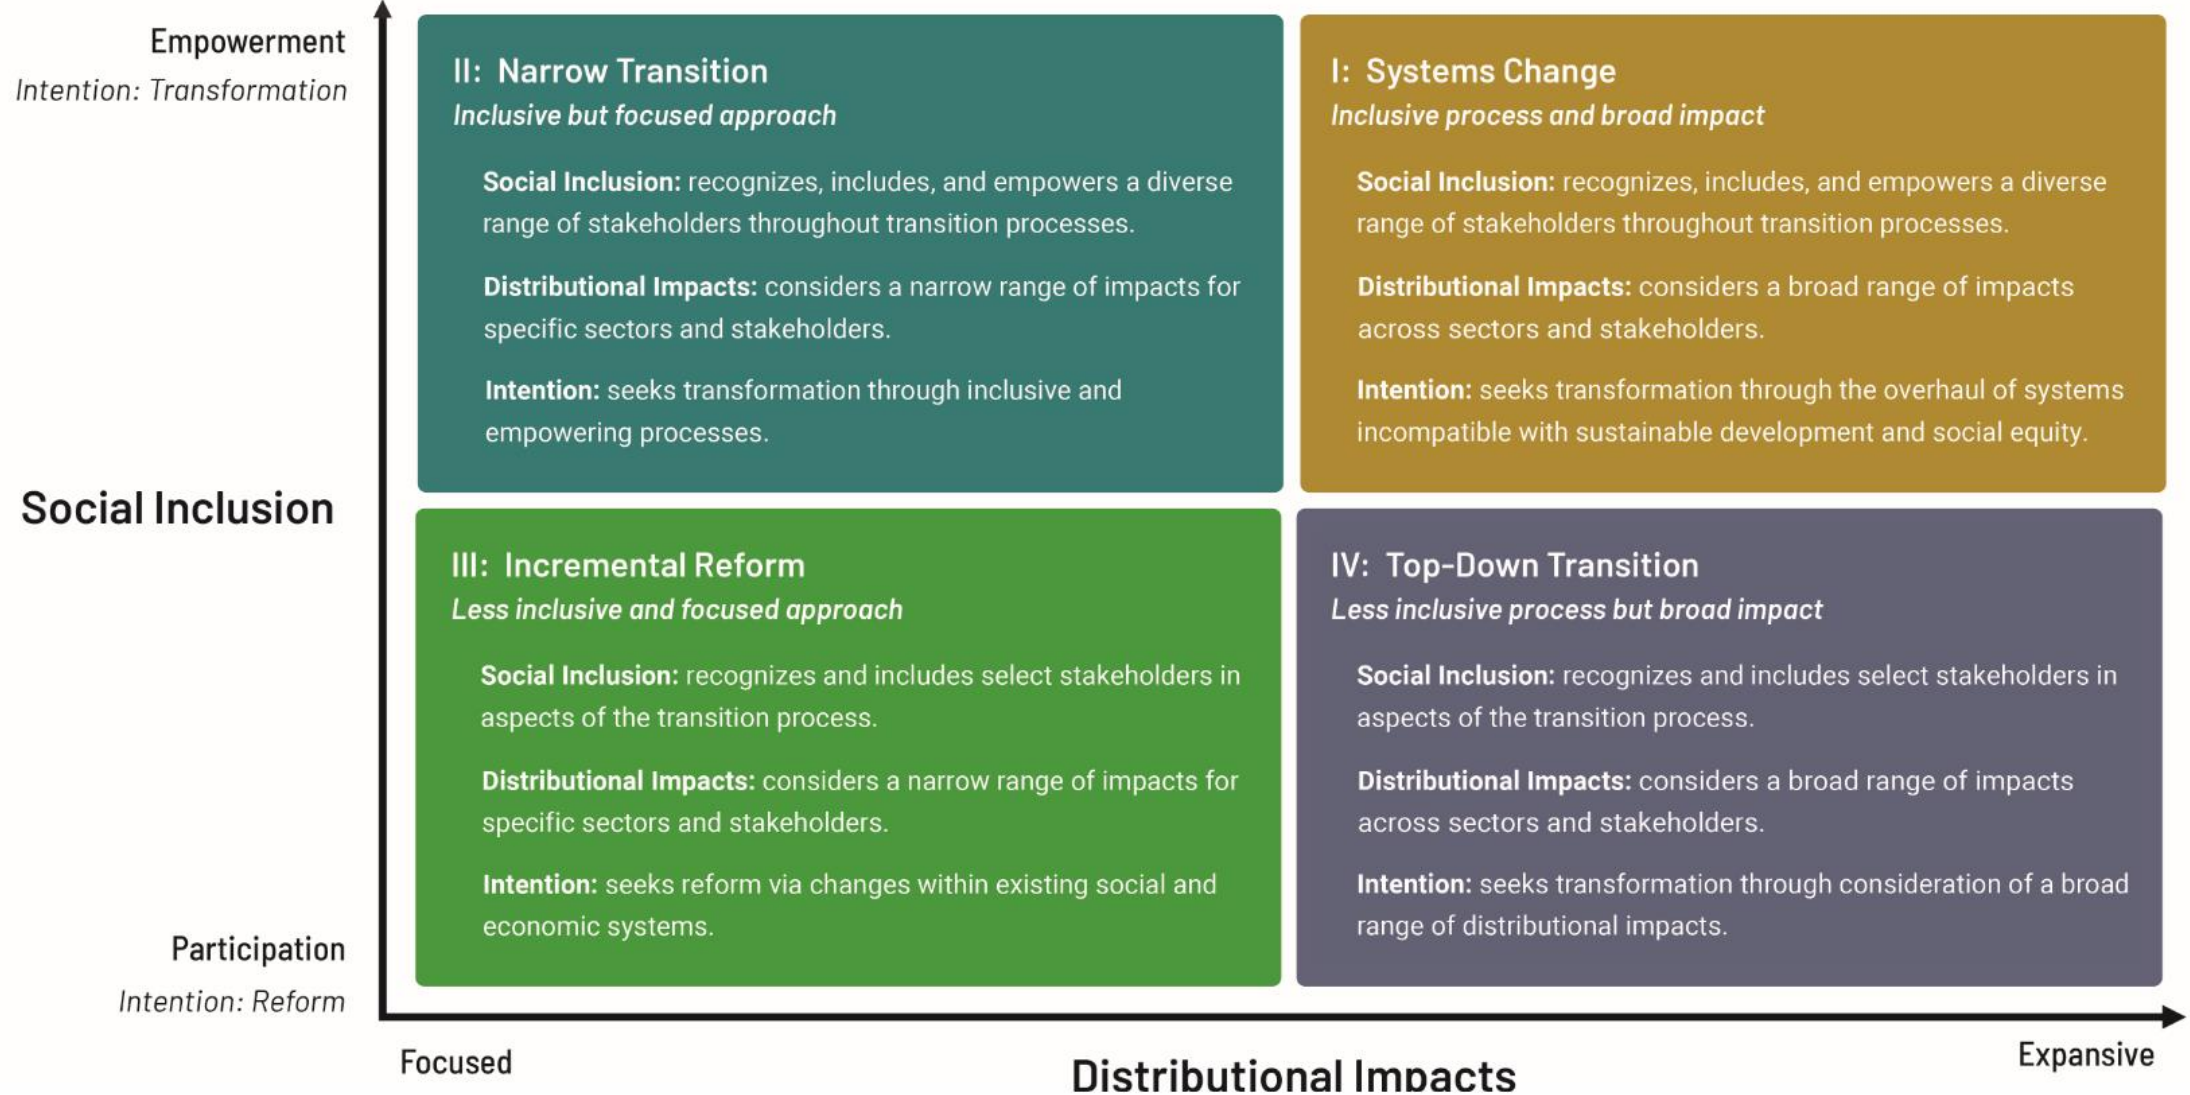 Empowerment
Intention: Transformation
II: Narrow Transition
Inclusive but focused approach
Social Inclusion: recognizes, includes, and empowers a diverse
range of stakeholders throughout transition processes.
Distributional Impacts: considers a narrow range of impacts for
specific sectors and stakeholders.
Intention: seeks transformation through inclusive and
empowering processes.
I: Systems Change
Inclusive process and broad impact
Social Inclusion: recognizes, includes, and empowers a diverse
range of stakeholders throughout transition processes.
Distributional Impacts: considers a broad range of impacts
across sectors and stakeholders.
Intention: seeks transformation through the overhaul of systems
incompatible with sustainable development and social equity.
Social Inclusion
III: Incremental Reform
Less inclusive and focused approach
Social Inclusion: recognizes and includes select stakeholders in
aspects of the transition process.
Distributional Impacts: considers a narrow range of impacts for
specific sectors and stakeholders.
Intention: seeks reform via changes within existing social and
economic systems.
IV: Top-Down Transition
Less inclusive process but broad impact
Social Inclusion: recognizes and includes select stakeholders in
aspects of the transition process.
Distributional Impacts: considers a broad range of impacts
across sectors and stakeholders.
Intention: seeks transformation through consideration of a broad
range of distributional impacts.
Participation
Intention: Reform
Focused
Distributional Impacts
Expansive